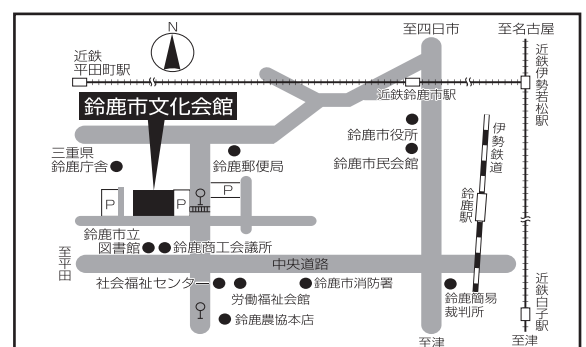 N
至四日市
至名古屋
近鉄
平田町駅
近鉄鈴鹿市駅
近鉄伊勢若松駅
鈴鹿市文化会館
鈴鹿市役所
伊勢鉄道
三重県
鈴鹿庁舎
鈴鹿郵便局
鈴鹿市民会館
P
P
P
鈴鹿駅
鈴鹿市立
図書館
鈴鹿商工会議所
至平田
中央道路
社会福祉センター
労働福祉会館
鈴鹿市消防署
鈴鹿簡易
裁判所
近鉄白子駅
鈴鹿農協本店
至津
至津